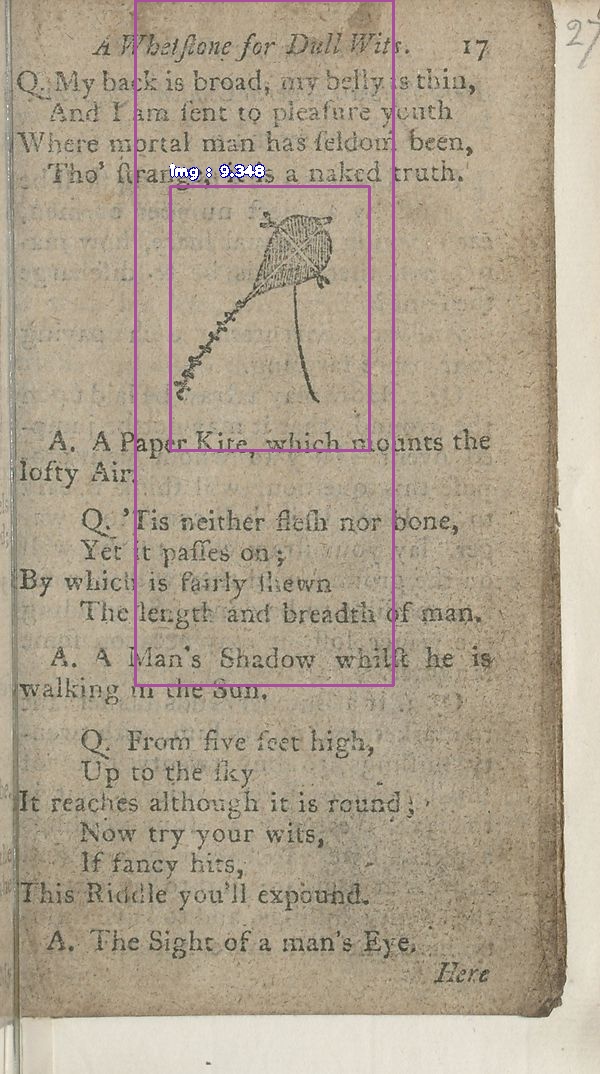 A Whetſtone for Dull Wits. 17
27
Q. My back is broad, my belly is thin,
And I am ſent to pleaſure youth
Where mortal man has ſeldom been,
Tho' ſtrange, it is a naked truth.
Img : 9.348
A. A Paper Kite, which mounts the
lofty Air.
Q. 'Tis neither fleſh nor bone,
Yet it paſſes on;
By which is fairly ſhewn
The length and breadth of man.
A. A Man's Shadow whilſt he is
walking in the Sun.
Q. From five feet high,
Up to the ſky
It reaches although it is round;
Now try your wits,
If fancy hits,
This Riddle you'll expound.
A. The Sight of a man's Eye.
Here